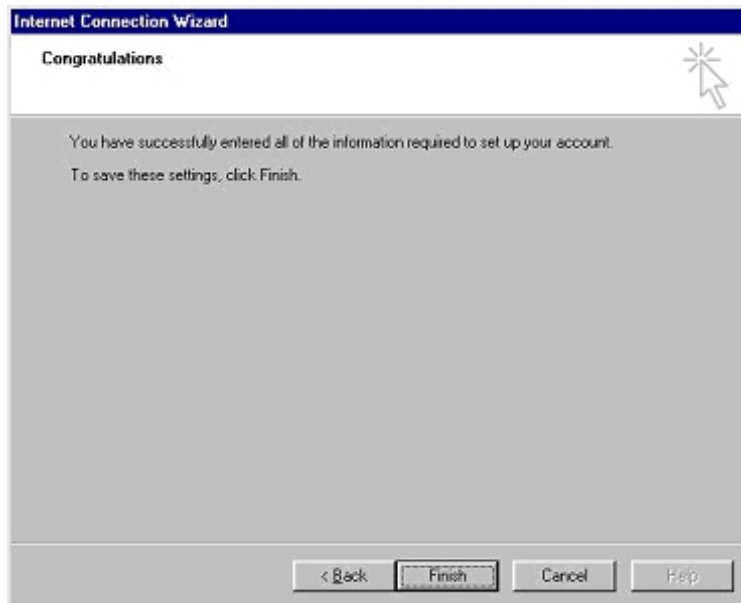 Internet Connection Wizard
Congratulations
You have successfully entered all of the information required to set up your account.
To save these settings, click Finish.
< Back Finish Cancel Help